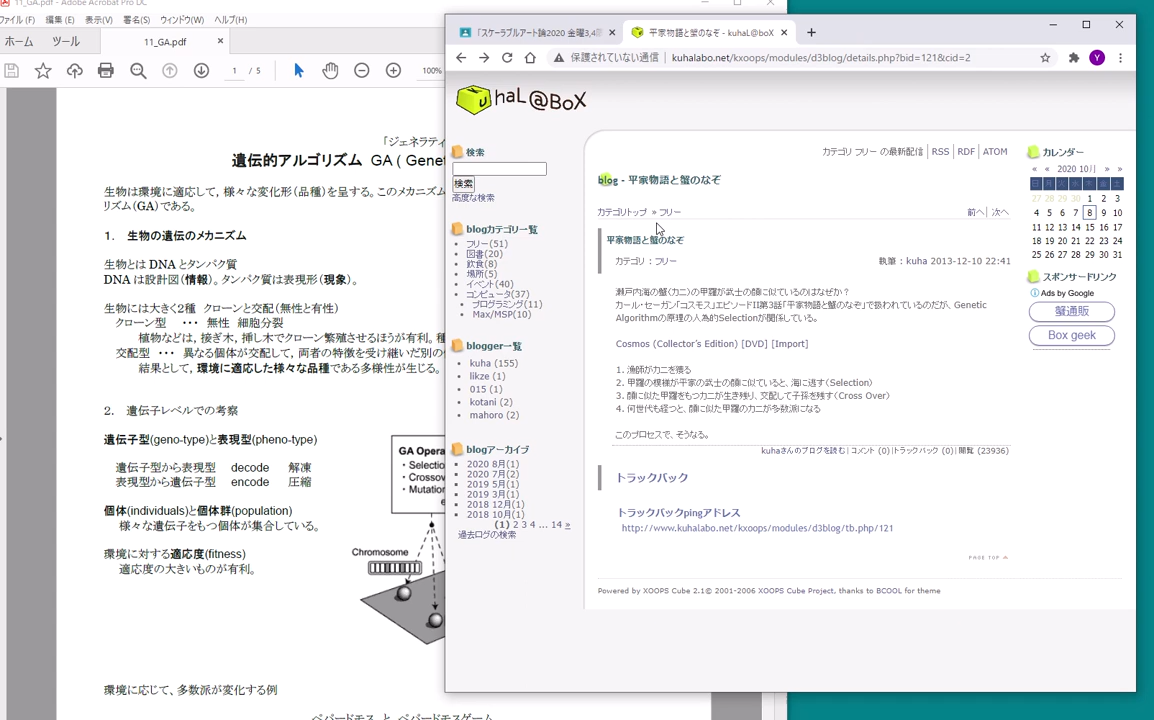 11_GA.pdf - Adobe Acrobat Pro DC
ファイル(F) 編集(E) 表示(V) 署名(S) ウィンドウ(W) ヘルプ(H)
ホーム ツール 11_GA.pdf ×
1 / 5 100%
「ジェネラティ
遺伝的アルゴリズム GA ( Genet
生物は環境に適応して，様々な変化形（品種）を呈する。このメカニズム
リズム(GA)である。
1. 生物の遺伝のメカニズム
生物とは DNA とタンパク質
DNA は設計図（情報）。タンパク質は表現形（現象）。
生物には大きく2種 クローンと交配（無性と有性）
クローン型 ・・・ 無性 細胞分裂
植物などは，接ぎ木，挿し木でクローン繁殖させるほうが有利。種
交配型 ・・・ 異なる個体が交配して，両者の特徴を受け継いだ別の
結果として，環境に適応した様々な品種である多様性が生じる。
2. 遺伝子レベルでの考察
遺伝子型(geno-type)と表現型(pheno-type)
遺伝子型から表現型 decode 解凍
表現型から遺伝子型 encode 圧縮
個体(individuals)と個体群(population)
様々な遺伝子をもつ個体が集合している。
環境に対する適応度(fitness)
適応度の大きいものが有利。
GA Opera
・Selectio
・Crossov
・Mutatio
Chromosome
環境に応じて、多数派が変化する例
ペパードモス と ペパードモスゲーム
「スケーラブルアート論2020 金曜3,4 ×
平家物語と蟹のなぞ - kuhaL@boX × +
保護されていない通信 | kuhalabo.net/kxoops/modules/d3blog/details.php?bid=121&cid=2
Y
kuhaL@BoX
検索
検索
高度な検索
blogカテゴリ一覧
フリー(51)
図書(20)
飲食(8)
場所(5)
イベント(40)
コンピュータ(37)
プログラミング(11)
Max/MSP(10)
blogger一覧
kuha (155)
likze (1)
015 (1)
kotani (2)
mahoro (2)
blogアーカイブ
2020 8月(1)
2020 7月(2)
2019 5月(1)
2019 3月(1)
2018 12月(1)
2018 10月(1)
(1) 2 3 4 ... 14 »
過去ログの検索
カテゴリ フリー の最新配信 | RSS | RDF | ATOM
blog - 平家物語と蟹のなぞ
カテゴリトップ » フリー
前へ | 次へ
平家物語と蟹のなぞ
カテゴリ : フリー
執筆 : kuha 2013-12-10 22:41
瀬戸内海の蟹(カニ)の甲羅が武士の顔に似ているのはなぜか？
カール・セーガン「コスモス」エピソードII第3話「平家物語と蟹のなぞ」で扱われているのだが、Genetic
Algorithmの原理の人為的Selectionが関係している。
Cosmos (Collector's Edition) [DVD] [Import]
1. 漁師がカニを獲る
2. 甲羅の模様が平家の武士の顔に似ていると、海に逃す(Selection)
3. 顔に似た甲羅をもつカニが生き残り、交配して子孫を残す(Cross Over)
4. 何世代も経つと、顔に似た甲羅のカニが多数派になる
このプロセスで、そうなる。
kuhaさんのブログを読む | コメント (0) | トラックバック (0) | 閲覧 (23936)
トラックバック
トラックバックpingアドレス
http://www.kuhalabo.net/kxoops/modules/d3blog/tb.php/121
PAGE TOP
Powered by XOOPS Cube 2.1© 2001-2006 XOOPS Cube Project, thanks to BCOOL for theme
カレンダー
« < 2020 10月 > »
日 月 火 水 木 金 土
27 28 29 30 1 2 3
4 5 6 7 8 9 10
11 12 13 14 15 16 17
18 19 20 21 22 23 24
25 26 27 28 29 30 31
スポンサードリンク
Ads by Google
蟹通販
Box geek